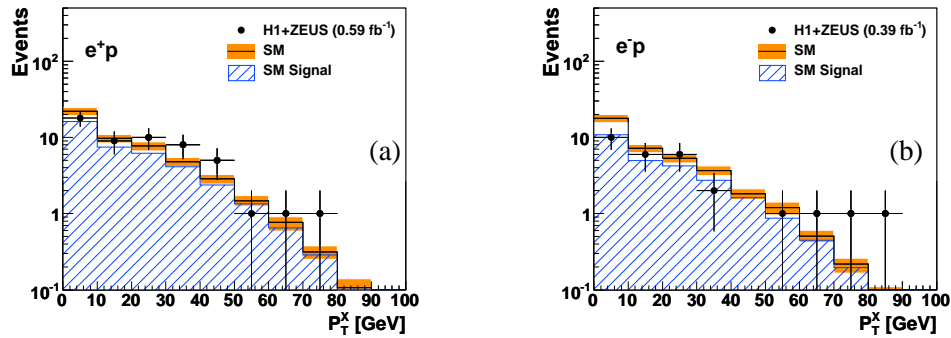 Events
10²
10
1
10⁻¹
e⁺p
H1+ZEUS (0.59 fb⁻¹)
SM
SM Signal
(a)
0 10 20 30 40 50 60 70 80 90 100
P_T^X [GeV]
Events
10²
10
1
10⁻¹
e⁻p
H1+ZEUS (0.39 fb⁻¹)
SM
SM Signal
(b)
0 10 20 30 40 50 60 70 80 90 100
P_T^X [GeV]